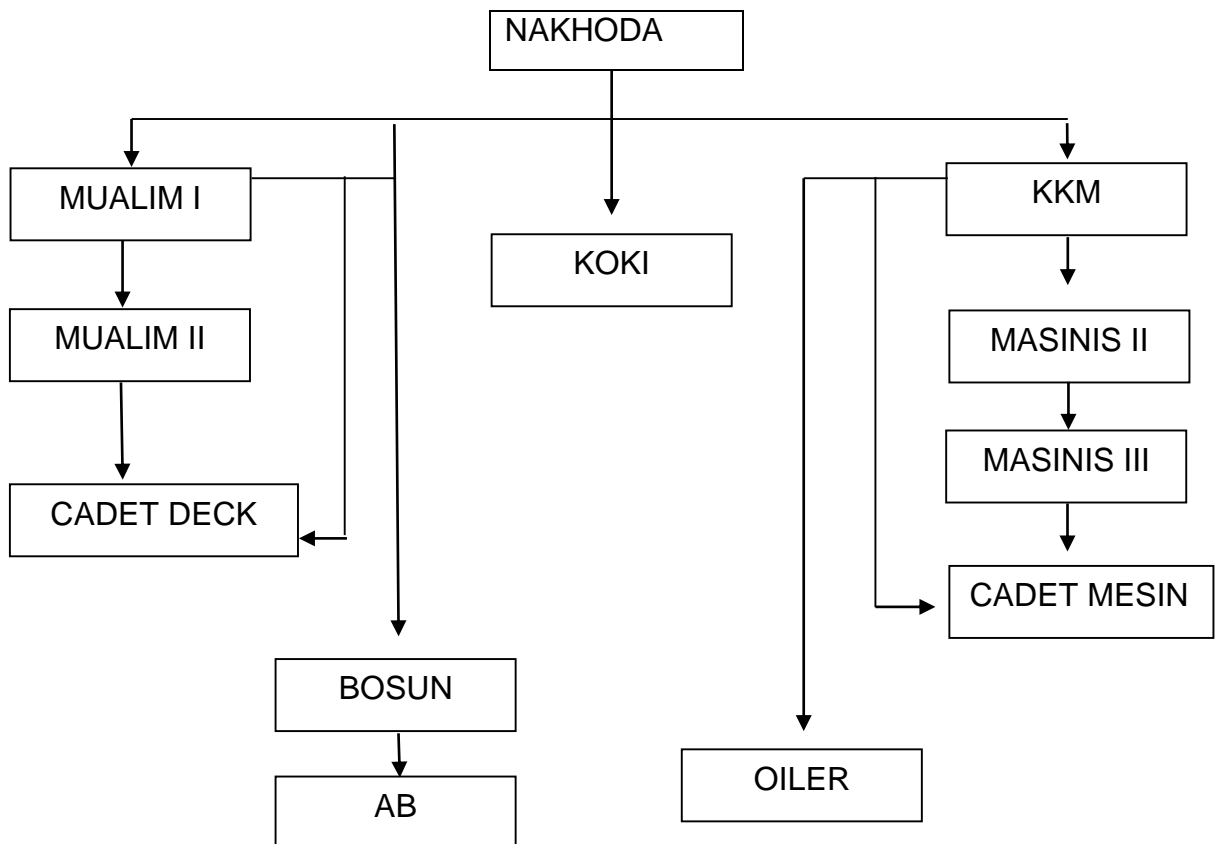 NAKHODA
MUALIM I
KKM
KOKI
MUALIM II
MASINIS II
MASINIS III
CADET DECK
CADET MESIN
BOSUN
OILER
AB